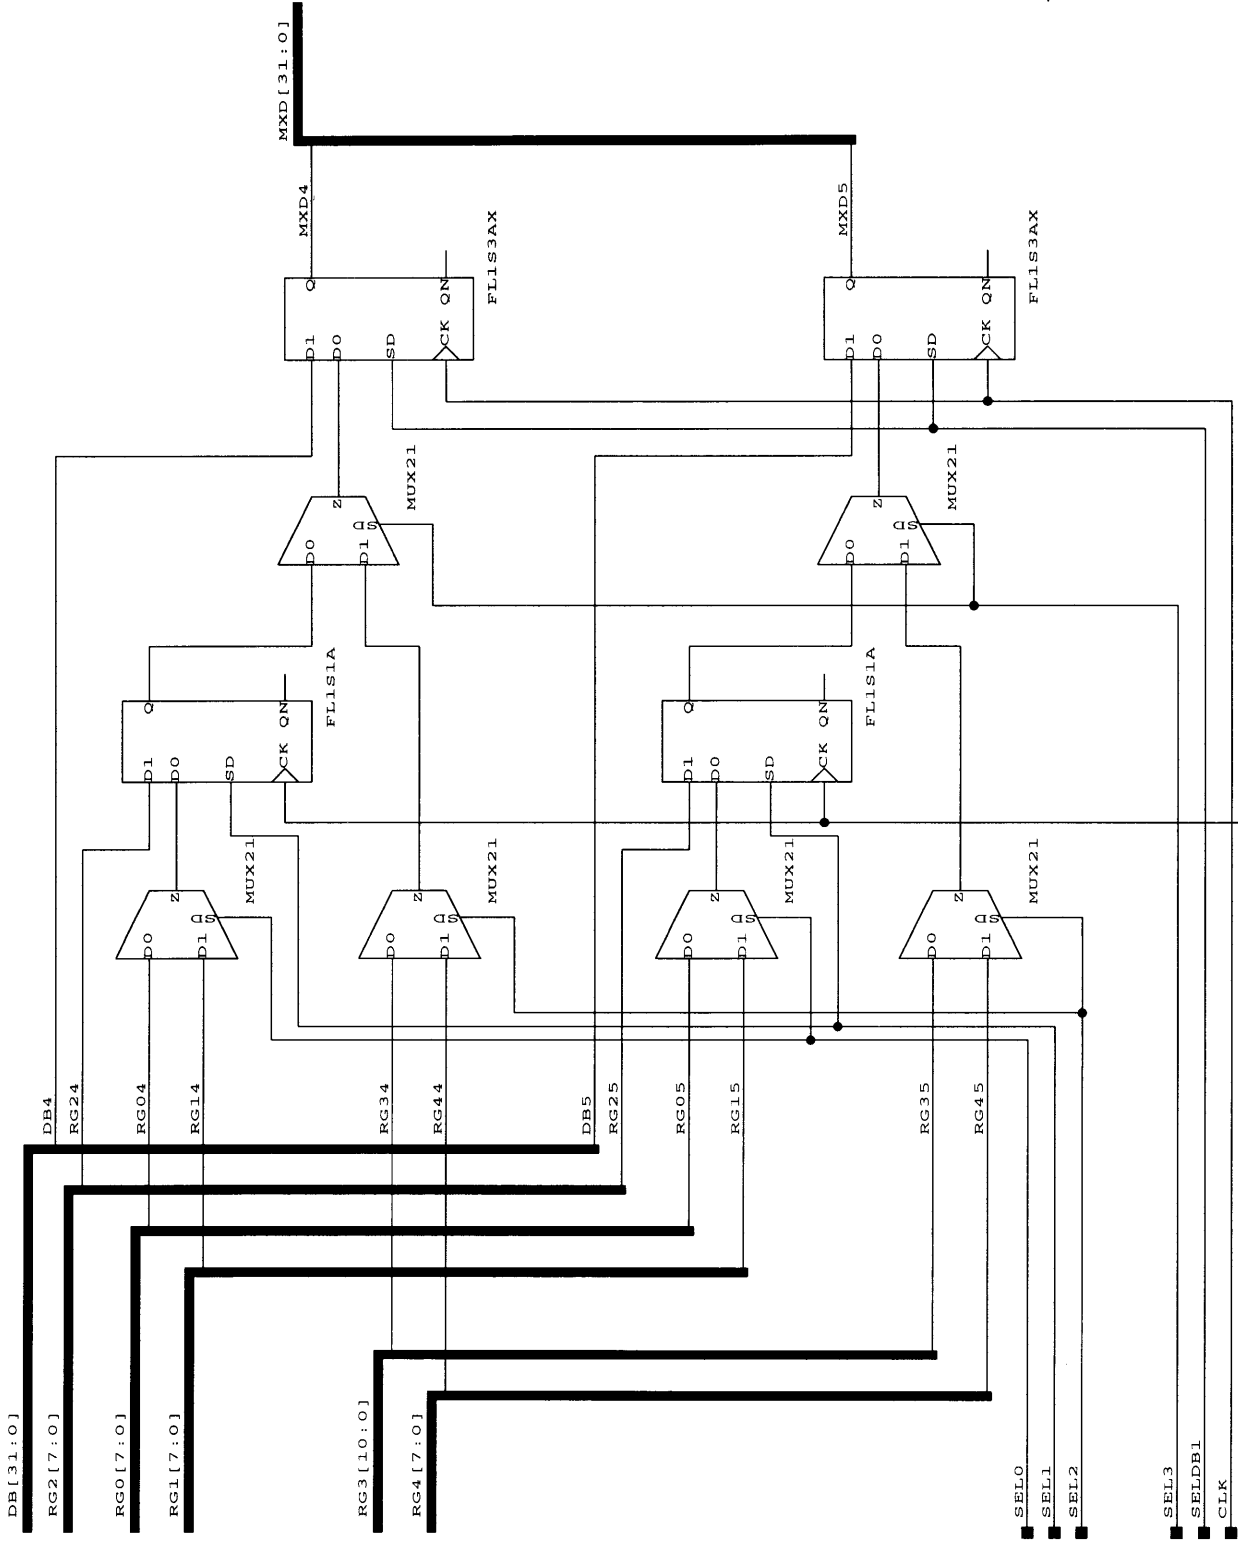 MXD[31:0]
MXD4
MXD5
Q
QN
FL1S3AX
D1
D0
SD
CK
Q
QN
FL1S3AX
D1
D0
SD
CK
Z
SD
MUX21
D0
D1
Z
SD
MUX21
D0
D1
Q
QN
FL1S1A
D1
D0
SD
CK
Q
QN
FL1S1A
D1
D0
SD
CK
Z
SD
MUX21
D0
D1
Z
SD
MUX21
D0
D1
Z
SD
MUX21
D0
D1
Z
SD
MUX21
D0
D1
DB4
RG24
RG04
RG14
RG34
RG44
DB5
RG25
RG05
RG15
RG35
RG45
DB[31:0]
RG2[7:0]
RG0[7:0]
RG1[7:0]
RG3[10:0]
RG4[7:0]
SEL0
SEL1
SEL2
SEL3
SELDB1
CLK